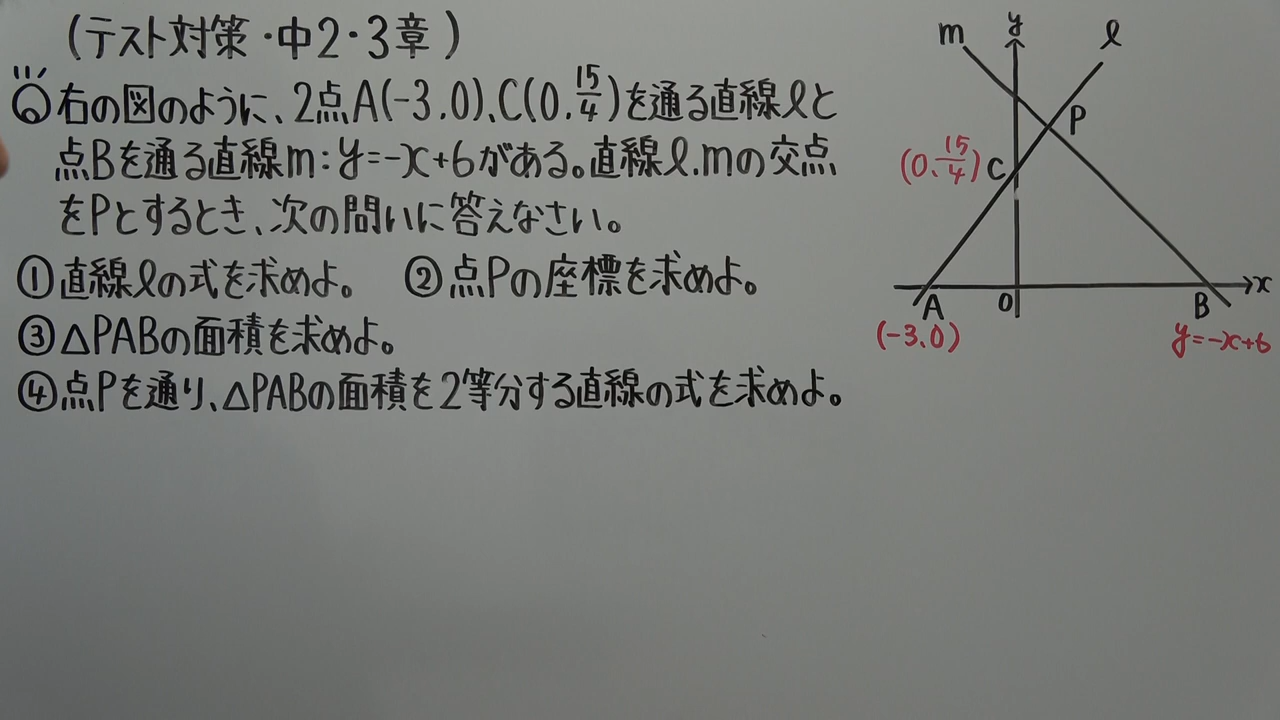 (テスト対策・中2・3章)
Q 右の図のように、2点A(-3,0)、C(0,15/4)を通る直線ℓと
点Bを通る直線m:y=-x+6がある。直線ℓ,mの交点
をPとするとき、次の問いに答えなさい。
①直線ℓの式を求めよ。 ②点Pの座標を求めよ。
③△PABの面積を求めよ。
④点Pを通り、△PABの面積を2等分する直線の式を求めよ。
m y ℓ
P
(0,15/4) C
A O B x
(-3,0) y=-x+6